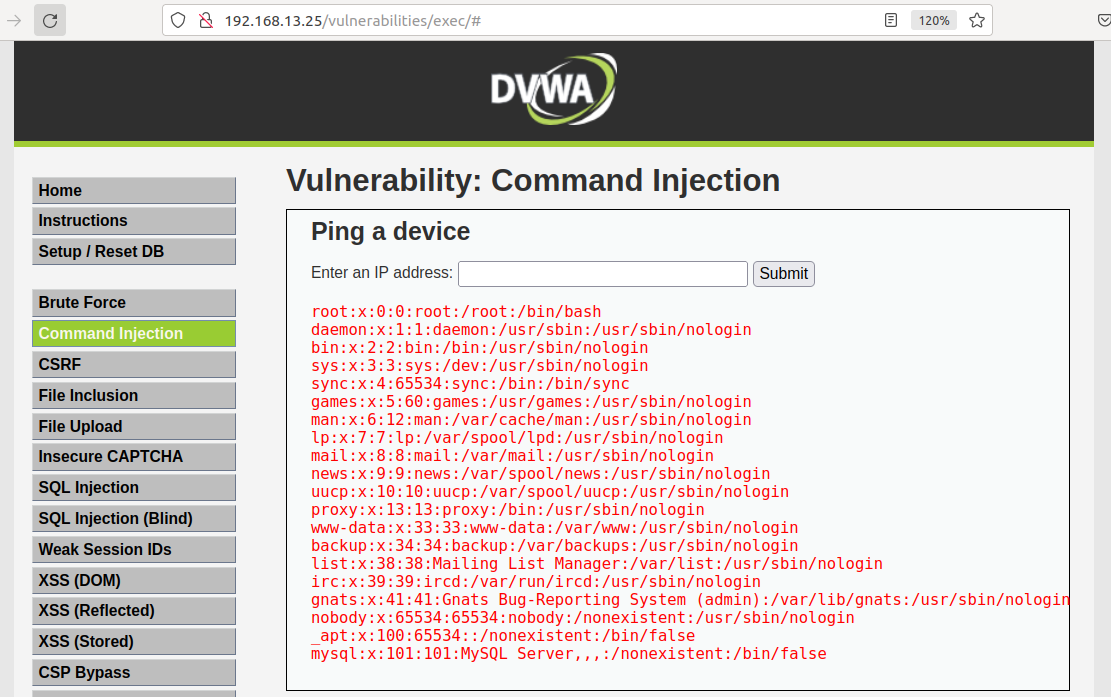 192.168.13.25/vulnerabilities/exec/#
120%
DVWA
Home
Instructions
Setup / Reset DB
Brute Force
Command Injection
CSRF
File Inclusion
File Upload
Insecure CAPTCHA
SQL Injection
SQL Injection (Blind)
Weak Session IDs
XSS (DOM)
XSS (Reflected)
XSS (Stored)
CSP Bypass
Vulnerability: Command Injection
Ping a device
Enter an IP address:
Submit
root:x:0:0:root:/root:/bin/bash
daemon:x:1:1:daemon:/usr/sbin:/usr/sbin/nologin
bin:x:2:2:bin:/bin:/usr/sbin/nologin
sys:x:3:3:sys:/dev:/usr/sbin/nologin
sync:x:4:65534:sync:/bin:/bin/sync
games:x:5:60:games:/usr/games:/usr/sbin/nologin
man:x:6:12:man:/var/cache/man:/usr/sbin/nologin
lp:x:7:7:lp:/var/spool/lpd:/usr/sbin/nologin
mail:x:8:8:mail:/var/mail:/usr/sbin/nologin
news:x:9:9:news:/var/spool/news:/usr/sbin/nologin
uucp:x:10:10:uucp:/var/spool/uucp:/usr/sbin/nologin
proxy:x:13:13:proxy:/bin:/usr/sbin/nologin
www-data:x:33:33:www-data:/var/www:/usr/sbin/nologin
backup:x:34:34:backup:/var/backups:/usr/sbin/nologin
list:x:38:38:Mailing List Manager:/var/list:/usr/sbin/nologin
irc:x:39:39:ircd:/var/run/ircd:/usr/sbin/nologin
gnats:x:41:41:Gnats Bug-Reporting System (admin):/var/lib/gnats:/usr/sbin/nologin
nobody:x:65534:65534:nobody:/nonexistent:/usr/sbin/nologin
_apt:x:100:65534::/nonexistent:/bin/false
mysql:x:101:101:MySQL Server,,,:/nonexistent:/bin/false